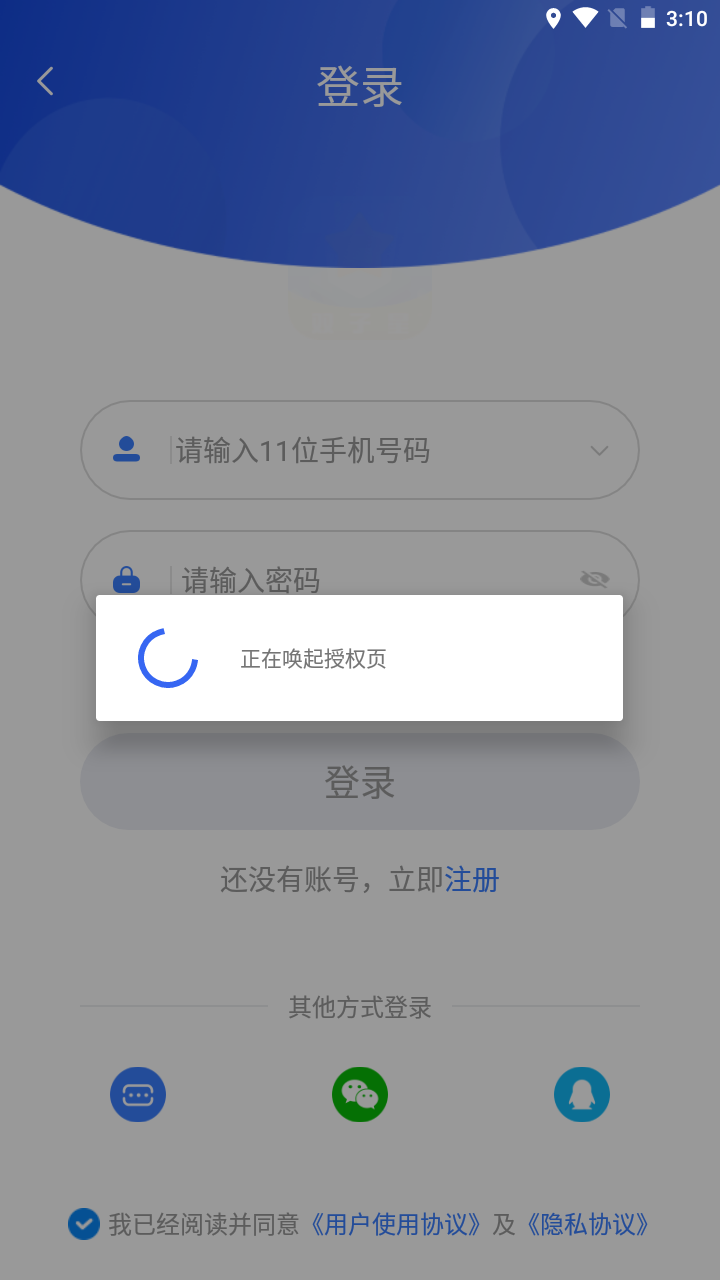 3:10
登录
请输入11位手机号码
请输入密码
正在唤起授权页
登录
还没有账号，立即注册
其他方式登录
我已经阅读并同意《用户使用协议》及《隐私协议》